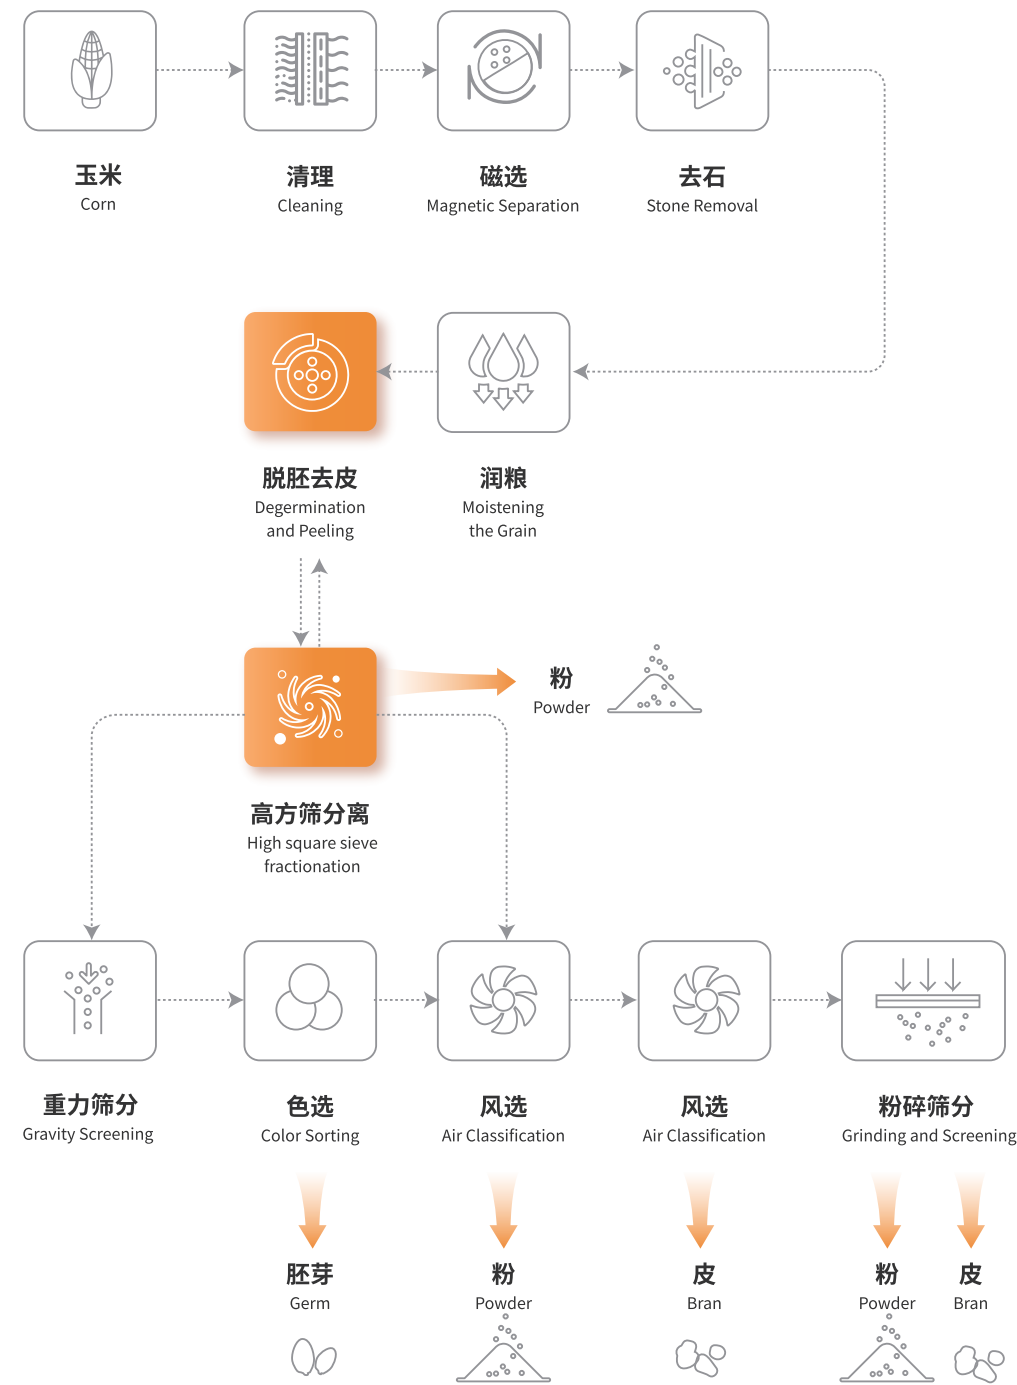 玉米
Corn
清理
Cleaning
磁选
Magnetic Separation
去石
Stone Removal
脱胚去皮
Degermination
and Peeling
润粮
Moistening
the Grain
粉
Powder
高方筛分离
High square sieve
fractionation
重力筛分
Gravity Screening
色选
Color Sorting
风选
Air Classification
风选
Air Classification
粉碎筛分
Grinding and Screening
胚芽
Germ
粉
Powder
皮
Bran
粉
Powder
皮
Bran